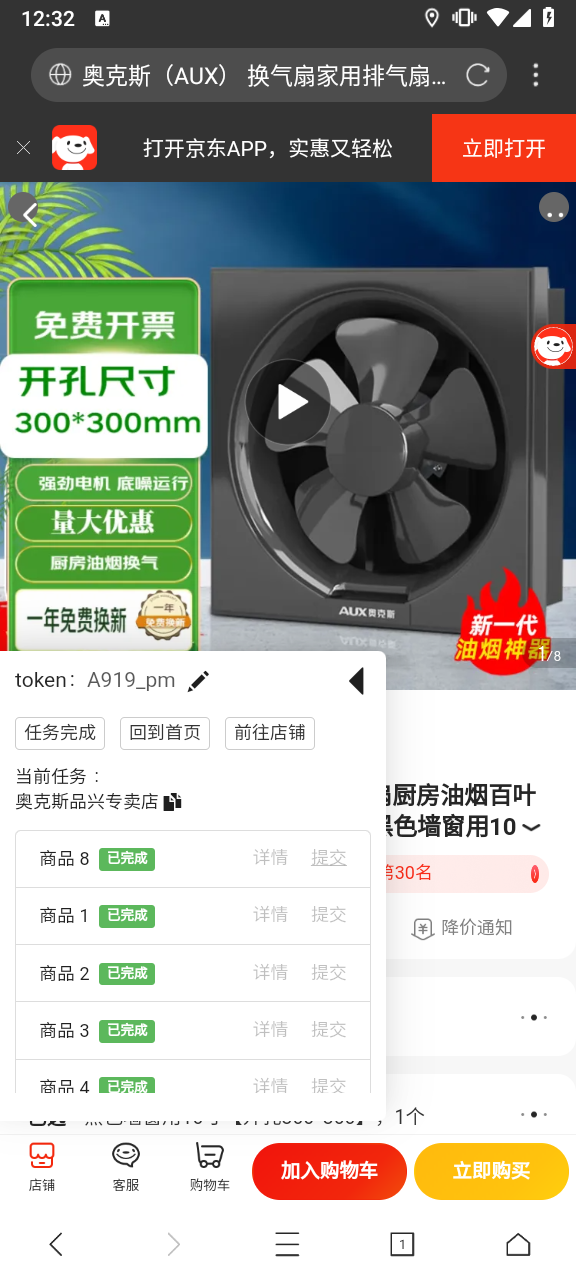 12:32
A
奥克斯（AUX） 换气扇家用排气扇...
打开京东APP，实惠又轻松
立即打开
免费开票
开孔尺寸
300*300mm
强劲电机 底噪运行
量大优惠
厨房油烟换气
一年免费换新
一年
免费换新
AUX奥克斯
新一代
油烟神器
1/8
token： A919_pm
任务完成
回到首页
前往店铺
当前任务：
奥克斯品兴专卖店
厨房油烟百叶
黑色墙窗用10
第30名
商品 8 已完成 详情 提交
降价通知
商品 1 已完成 详情 提交
商品 2 已完成 详情 提交
商品 3 已完成 详情 提交
商品 4 已完成 详情 提交
，1个
店铺
客服
购物车
加入购物车
立即购买
1